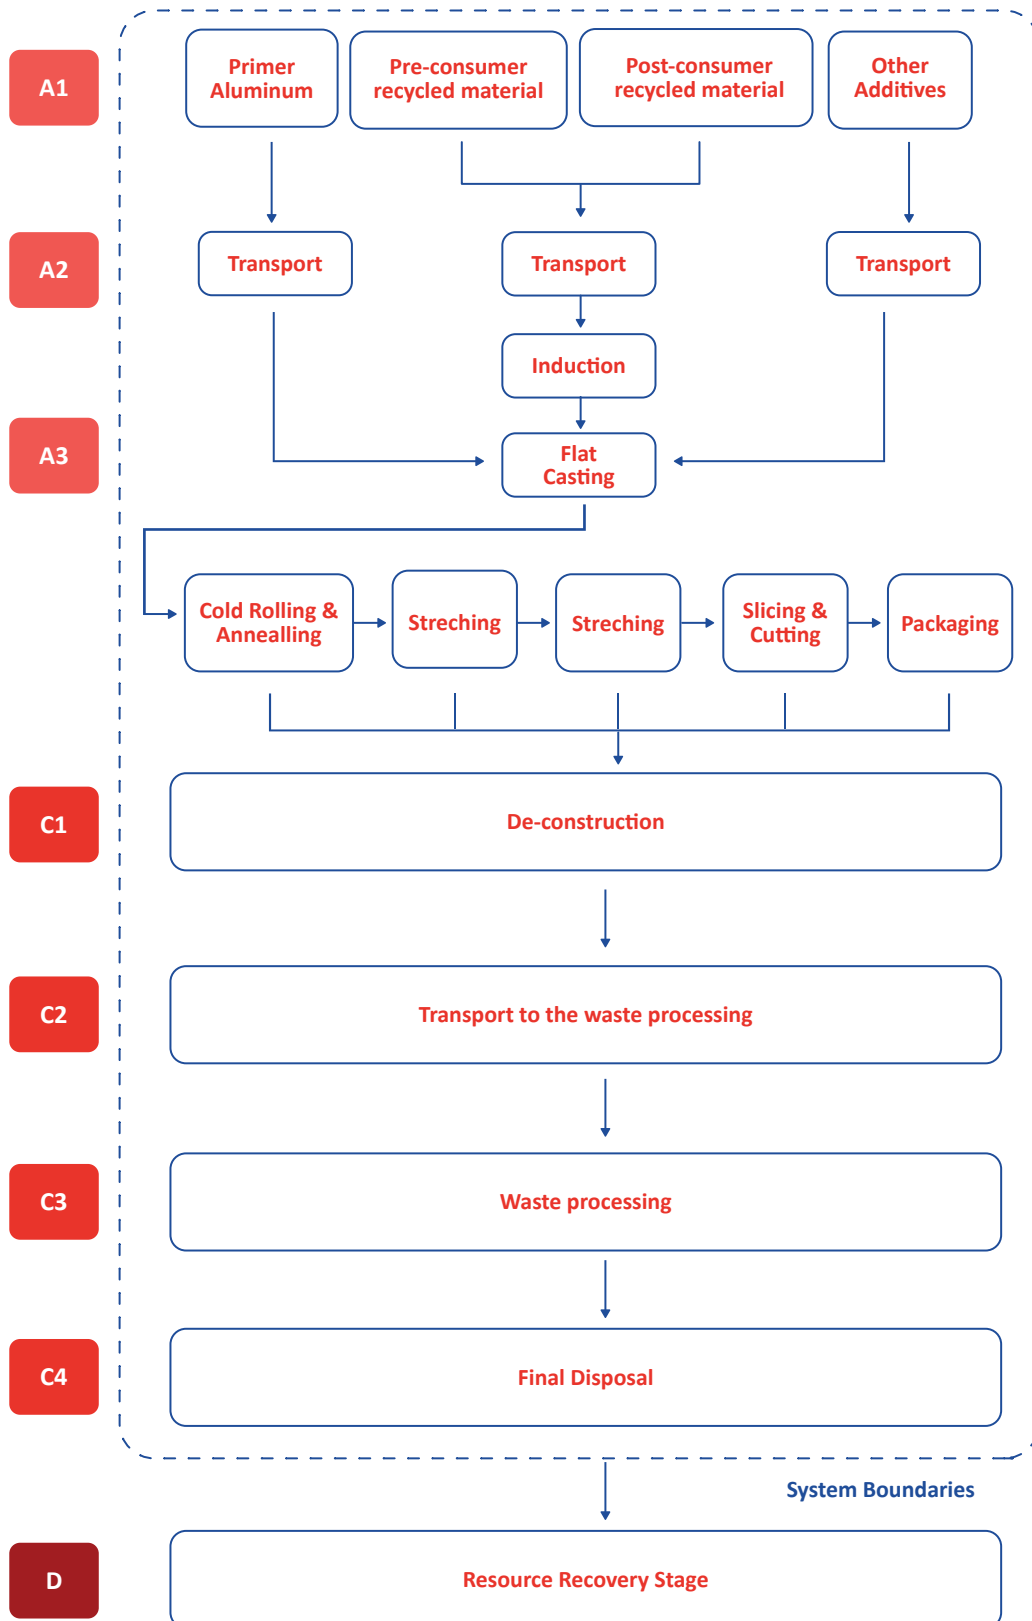 A1
Primer
Aluminum
Pre-consumer
recycled material
Post-consumer
recycled material
Other
Additives
A2
Transport
Transport
Transport
Induction
A3
Flat
Casting
Cold Rolling &
Annealling
Streching
Streching
Slicing &
Cutting
Packaging
C1
De-construction
C2
Transport to the waste processing
C3
Waste processing
C4
Final Disposal
System Boundaries
D
Resource Recovery Stage